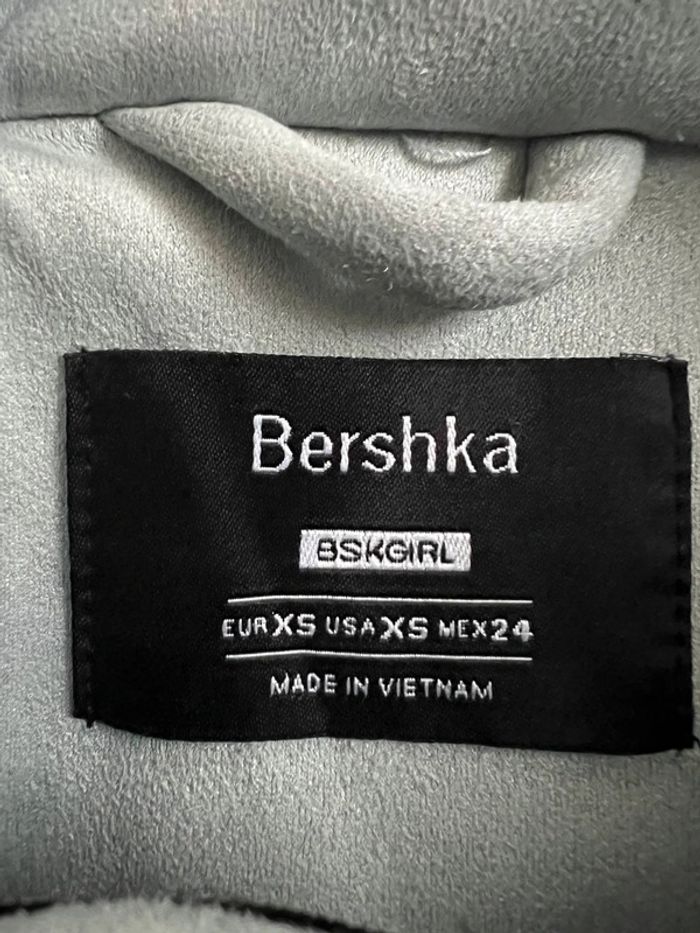 Bershka
BSKGIRL
EUR XS USA XS MEX 24
MADE IN VIETNAM